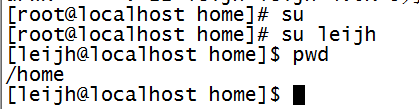 [root@localhost home]# su
[root@localhost home]# su leijh
[leijh@localhost home]$ pwd
/home
[leijh@localhost home]$